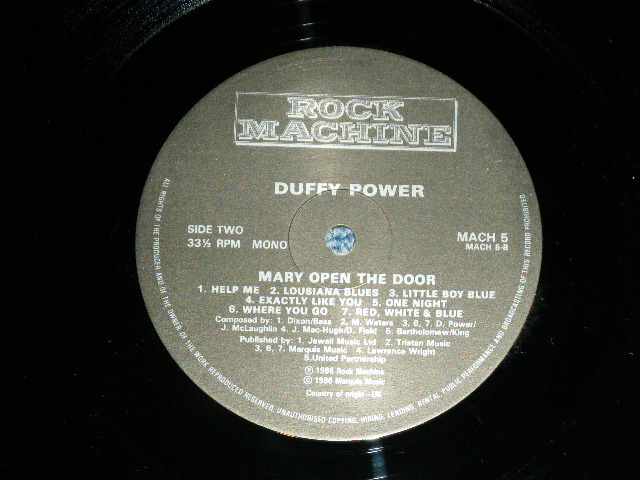 ROCK
MACHINE
DUFFY POWER
SIDE TWO
33⅓ RPM MONO
MACH 5
MACH 5-B
MARY OPEN THE DOOR
1. HELP ME 2. LOUSIANA BLUES 3. LITTLE BOY BLUE
4. EXACTLY LIKE YOU 5. ONE NIGHT
6. WHERE YOU GO 7. RED, WHITE & BLUE
Composed by: 1. Dixon/Bass 2. M. Waters 3, 6, 7. D. Power/
J. McLaughlin 4. J. Mac-Hugh/D. Field 5. Bartholomew/King
Published by: 1. Jewell Music Ltd 2. Tristan Music
3, 6, 7. Marquis Music 4. Lawrence Wright
5. United Partnership
Ⓟ 1986 Rock Machine
© 1986 Marquis Music
Country of origin—UK
ALL RIGHTS OF THE PRODUCER AND OF THE OWNER OF THE WORK REPRODUCED RESERVED. UNAUTHORISED COPYING, HIRING, LENDING, RENTAL, PUBLIC PERFORMANCE AND BROADCASTING OF THIS RECORD PROHIBITED